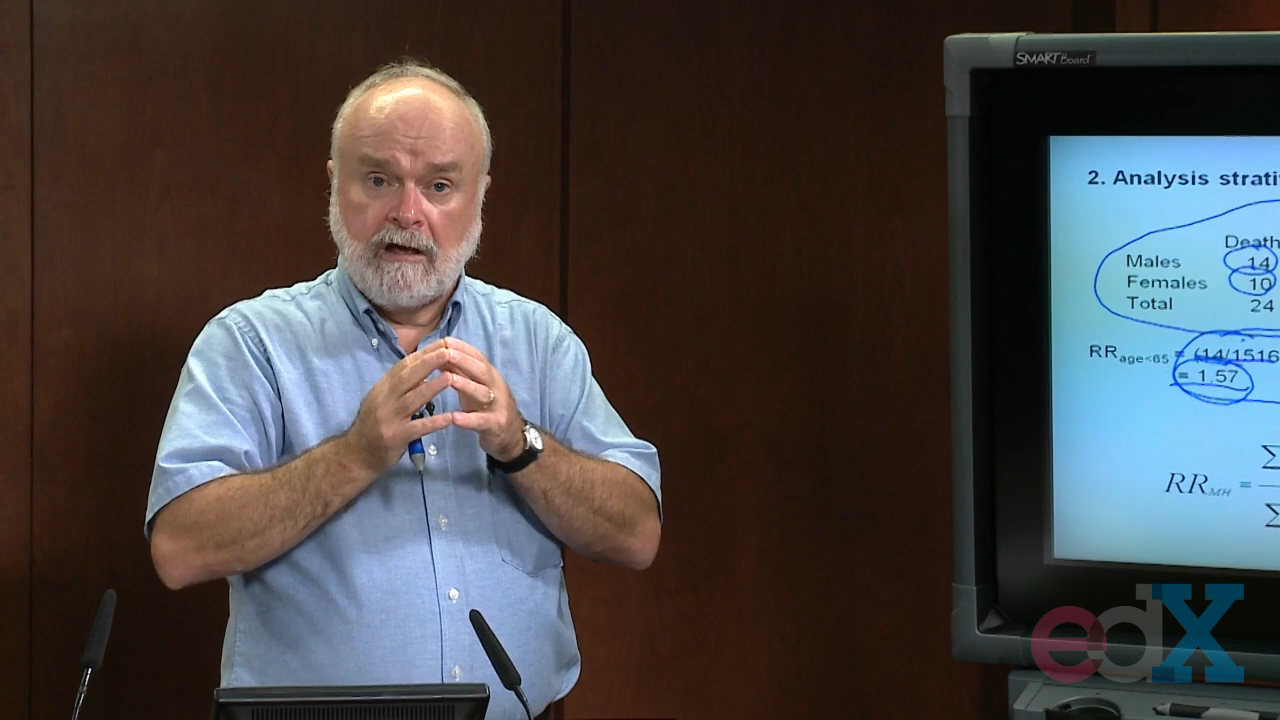 SMART Board
2. Analysis strati
Death
Males 14
Females 10
Total 24
RRage<65 = (14/1516
= 1.57
RRMH = Σ
Σ
edX